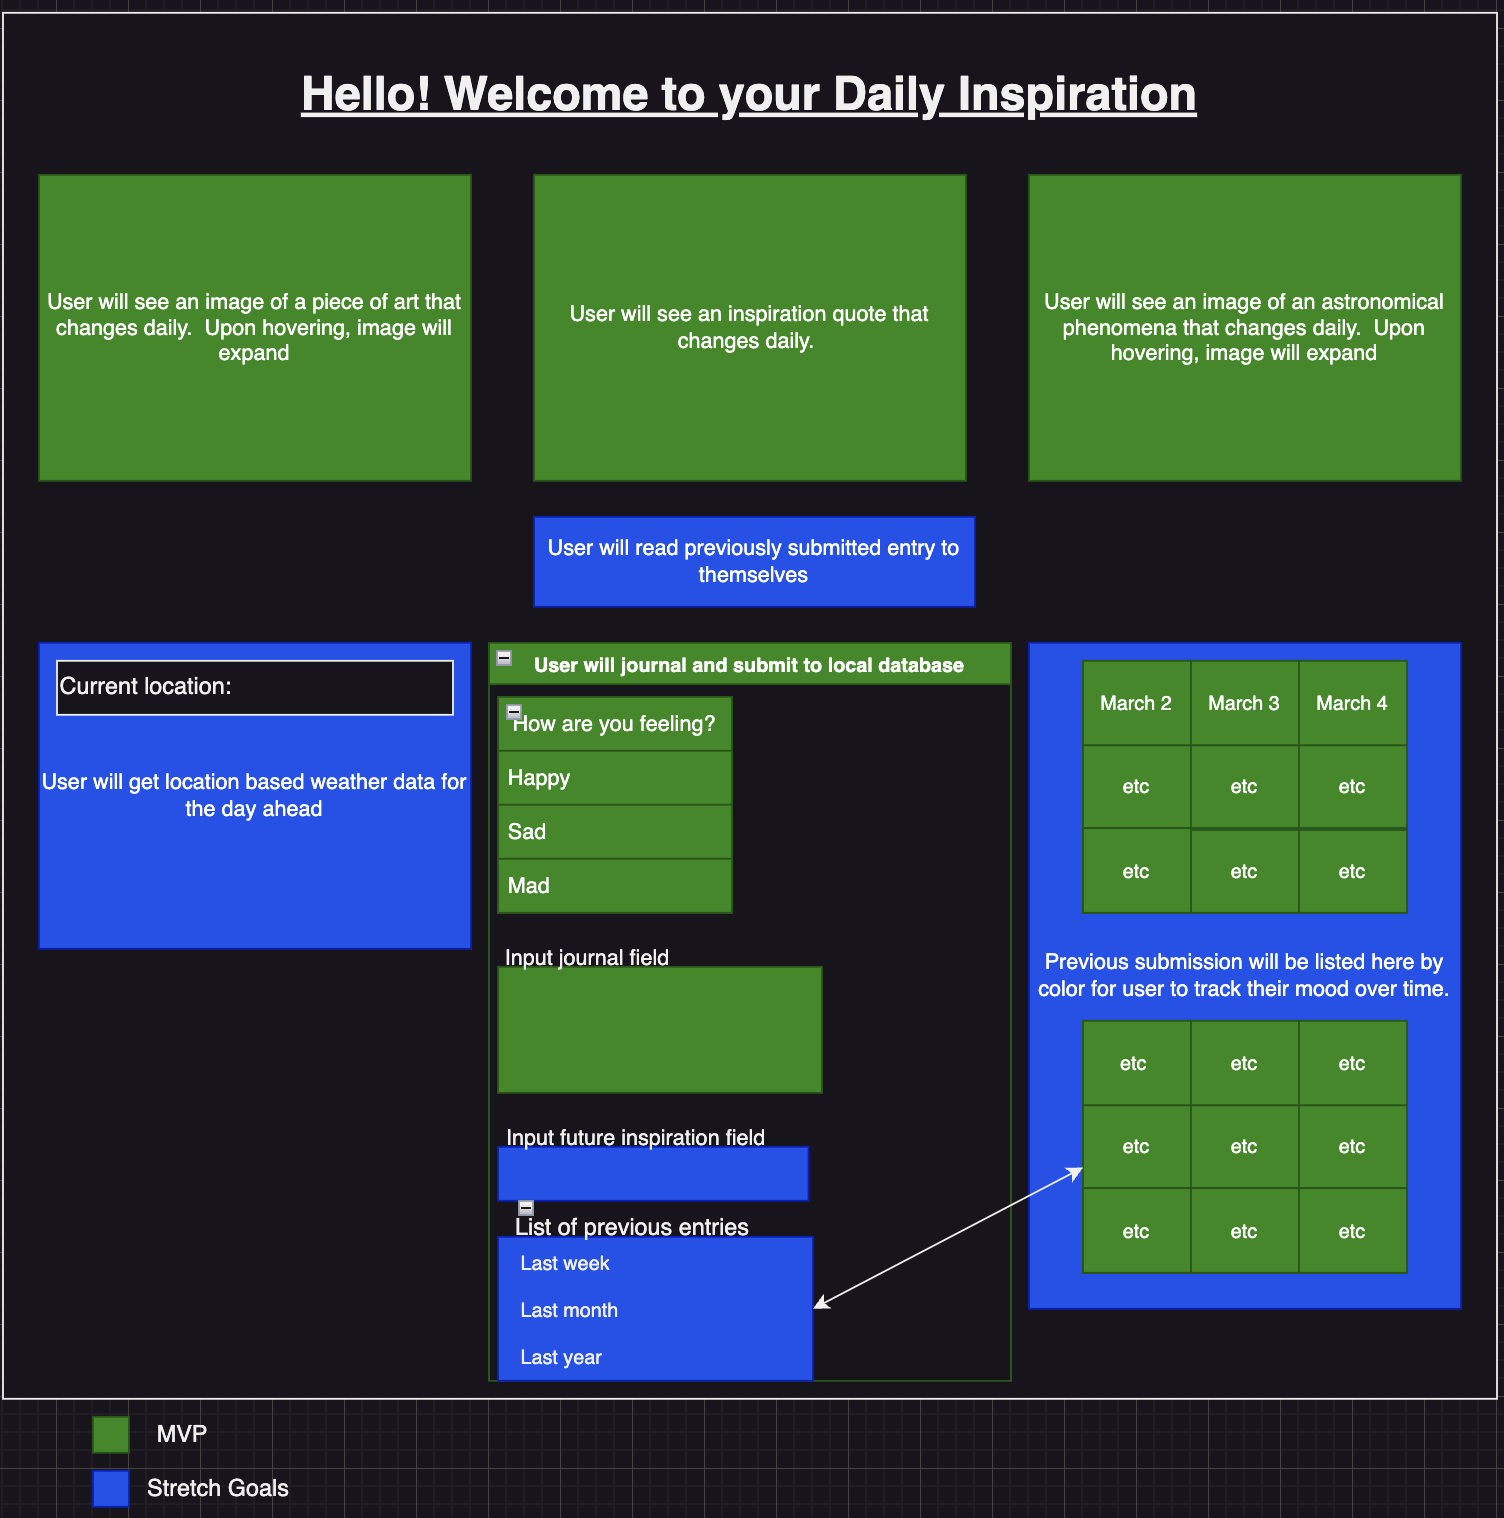 Hello! Welcome to your Daily Inspiration
User will see an image of a piece of art that
changes daily.  Upon hovering, image will
expand
User will see an inspiration quote that
changes daily.
User will see an image of an astronomical
phenomena that changes daily.  Upon
hovering, image will expand
User will read previously submitted entry to
themselves
Current location:
User will get location based weather data for
the day ahead
User will journal and submit to local database
How are you feeling?
Happy
Sad
Mad
Input journal field
Input future inspiration field
List of previous entries
Last week
Last month
Last year
March 2 March 3 March 4
etc etc etc
etc etc etc
Previous submission will be listed here by
color for user to track their mood over time.
etc etc etc
etc etc etc
etc etc etc
MVP
Stretch Goals